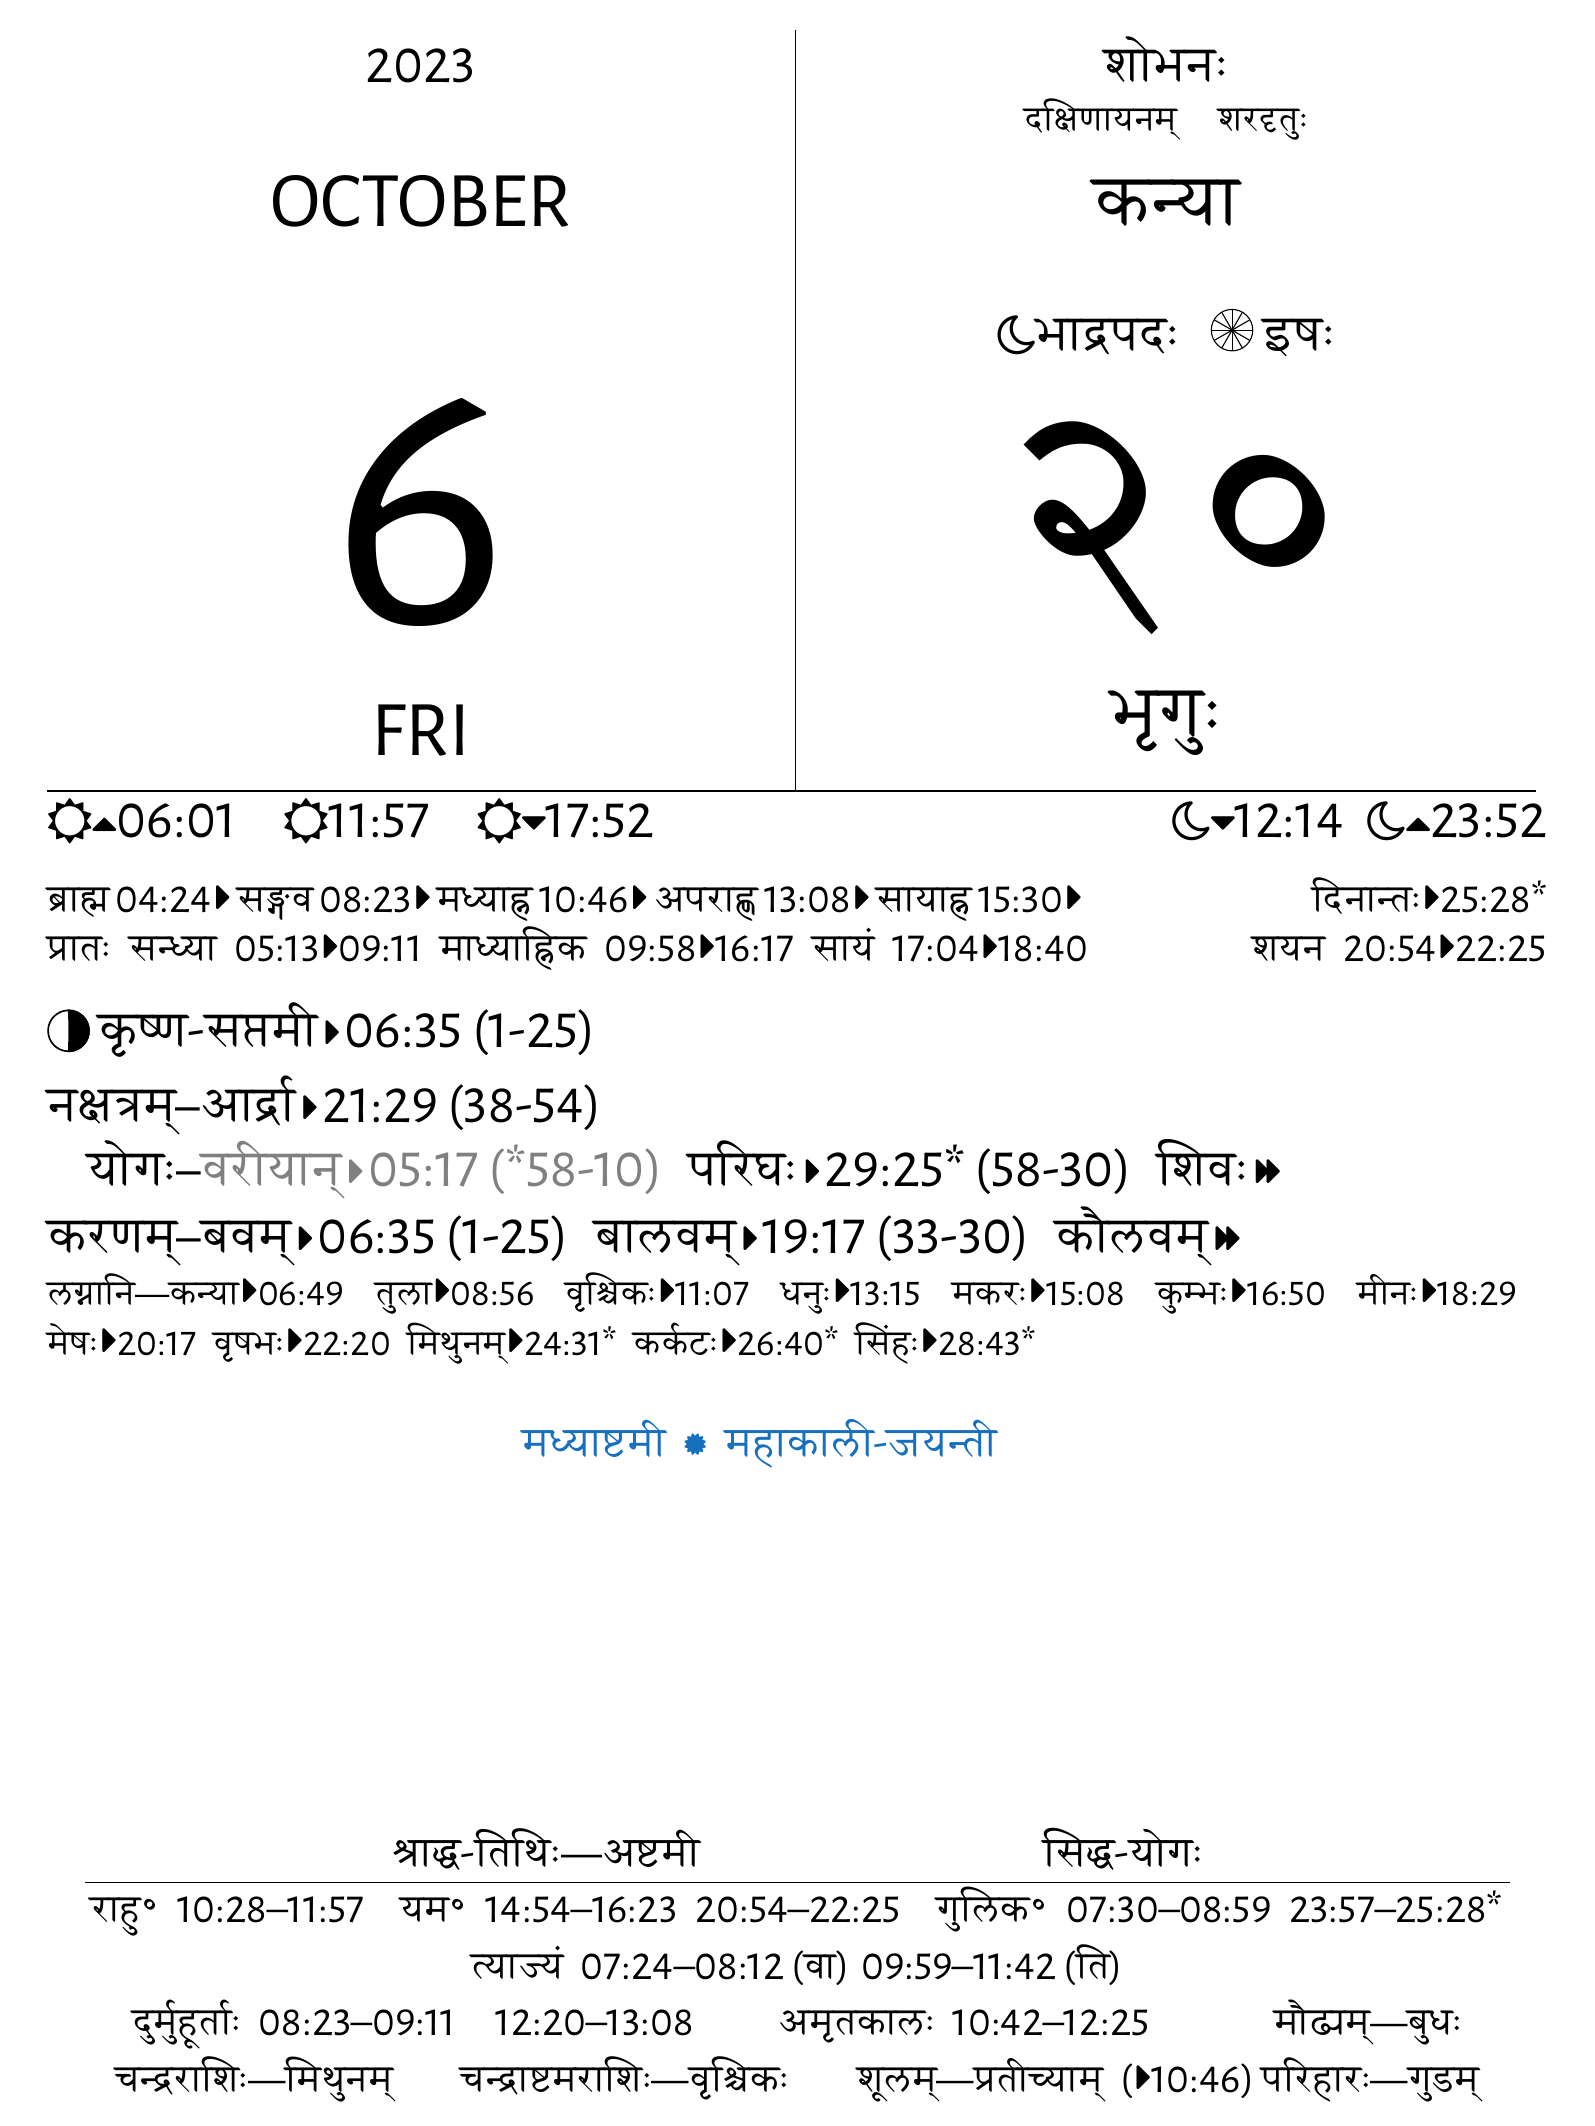 2023
OCTOBER
6
FRI
शोभनः
दक्षिणायनम् शरदृतुः
कन्या
भाद्रपदः इषः
२०
भृगुः
06:01 11:57 17:52 12:14 23:52
ब्राह्म 04:24 सङ्गव 08:23 मध्याह्न 10:46 अपराह्ण 13:08 सायाह्न 15:30 दिनान्तः 25:28*
प्रातः सन्ध्या 05:13 09:11 माध्याह्निक 09:58 16:17 सायं 17:04 18:40 शयन 20:54 22:25
कृष्ण-सप्तमी 06:35 (1-25)
नक्षत्रम्–आर्द्रा 21:29 (38-54)
योगः–वरीयान् 05:17 (*58-10) परिघः 29:25* (58-30) शिवः
करणम्–बवम् 06:35 (1-25) बालवम् 19:17 (33-30) कौलवम्
लग्नानि—कन्या 06:49 तुला 08:56 वृश्चिकः 11:07 धनुः 13:15 मकरः 15:08 कुम्भः 16:50 मीनः 18:29
मेषः 20:17 वृषभः 22:20 मिथुनम् 24:31* कर्कटः 26:40* सिंहः 28:43*
मध्याष्टमी महाकाली-जयन्ती
श्राद्ध-तिथिः—अष्टमी सिद्ध-योगः
राहु॰ 10:28–11:57 यम॰ 14:54–16:23 20:54–22:25 गुलिक॰ 07:30–08:59 23:57–25:28*
त्याज्यं 07:24–08:12 (वा) 09:59–11:42 (ति)
दुर्मुहूर्ताः 08:23–09:11 12:20–13:08 अमृतकालः 10:42–12:25 मौढ्यम्—बुधः
चन्द्रराशिः—मिथुनम् चन्द्राष्टमराशिः—वृश्चिकः शूलम्—प्रतीच्याम् (10:46) परिहारः—गुडम्